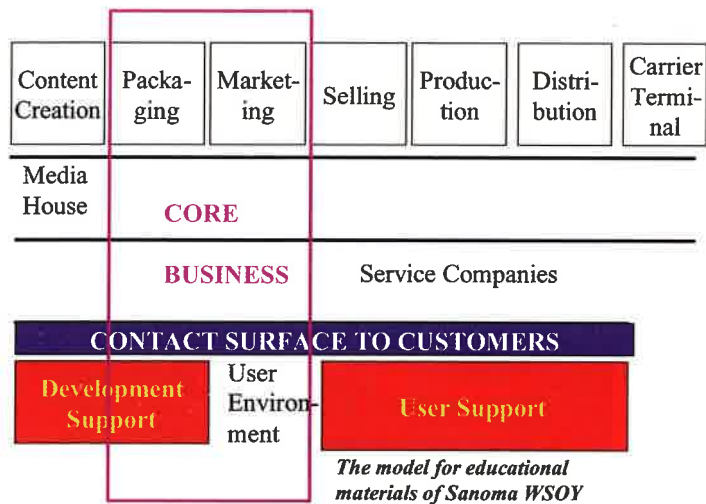 Content
Creation
Packa-
ging
Market-
ing
Selling
Produc-
tion
Distri-
bution
Carrier
Termi-
nal
Media
House
CORE
BUSINESS
Service Companies
CONTACT SURFACE TO CUSTOMERS
Development
Support
User
Environ-
ment
User Support
The model for educational
materials of Sanoma WSOY